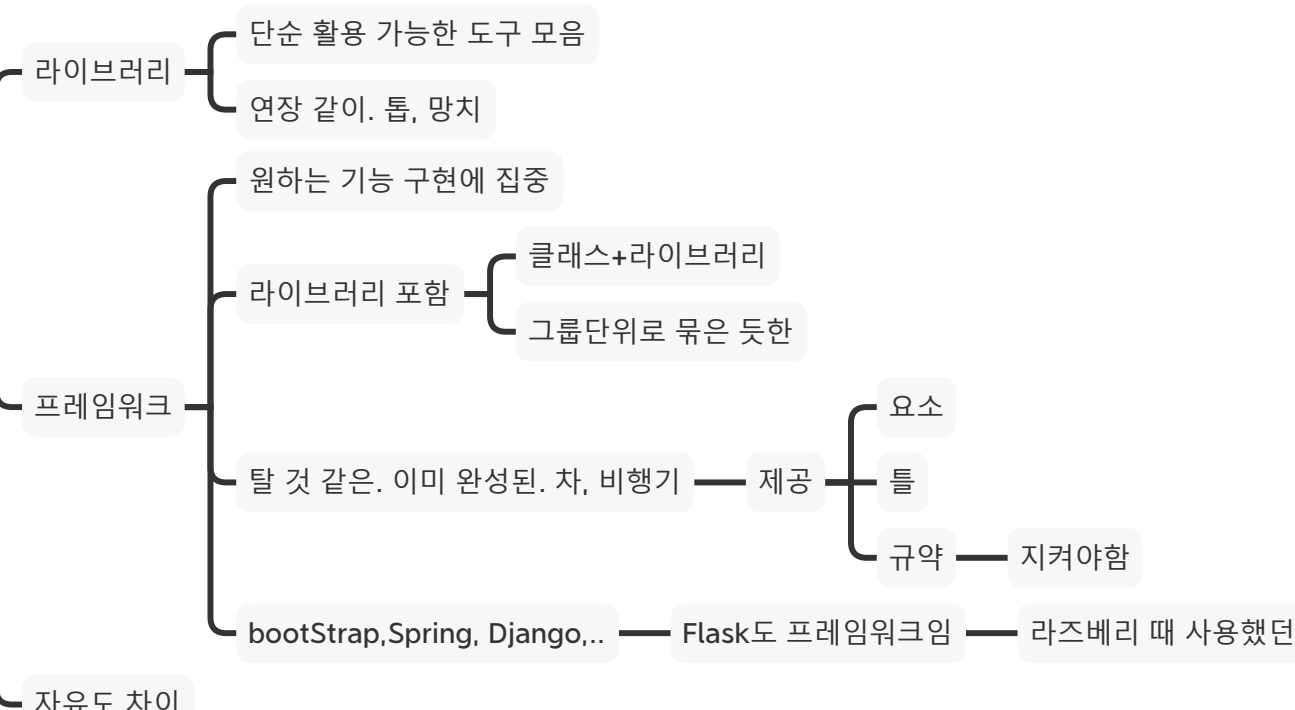 라이브러리
단순 활용 가능한 도구 모음
연장 같이. 톱, 망치
프레임워크
원하는 기능 구현에 집중
라이브러리 포함
클래스+라이브러리
그룹단위로 묶은 듯한
탈 것 같은. 이미 완성된. 차, 비행기
제공
요소
틀
규약
지켜야함
bootStrap,Spring, Django,..
Flask도 프레임워크임
라즈베리 때 사용했던
자유도 차이